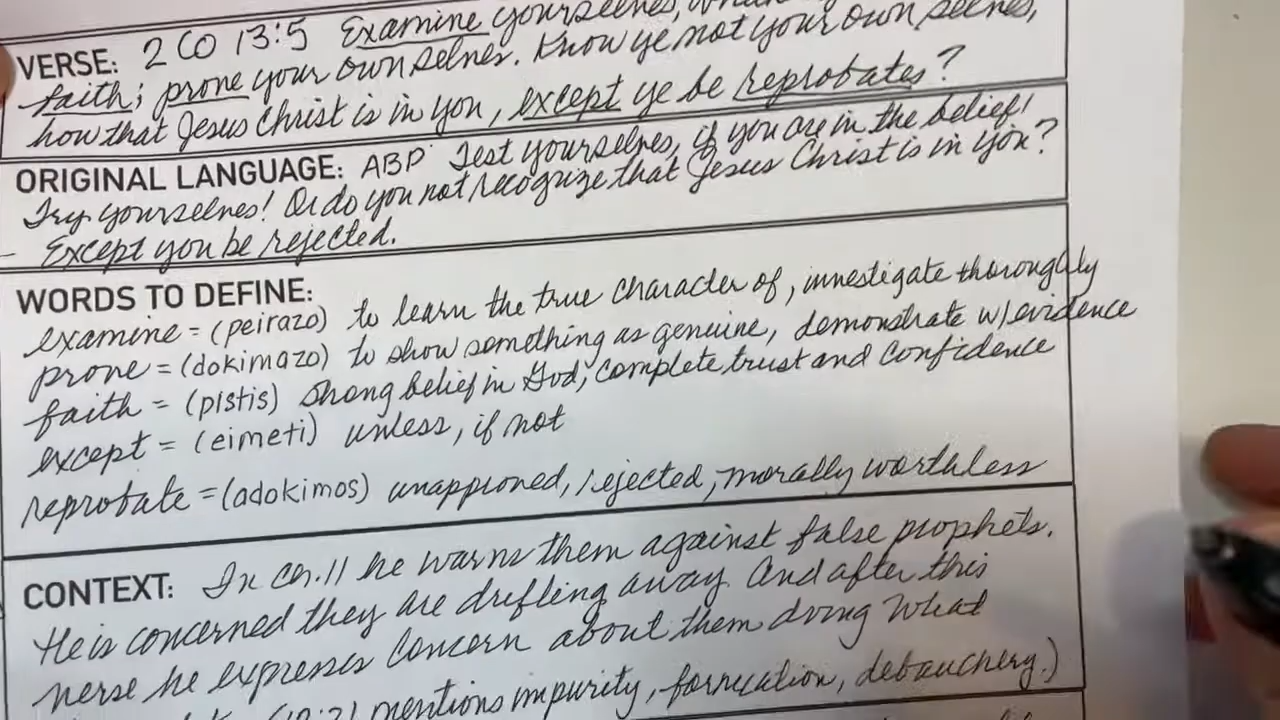 VERSE: 2 CO 13:5 Examine yourselves,
faith; prove your own selves. Know ye not your own selves,
how that Jesus Christ is in you, except ye be reprobates?
ORIGINAL LANGUAGE: ABP Test yourselves, if you are in the belief!
Try yourselves! Or do you not recognize that Jesus Christ is in you?
- Except you be rejected.
WORDS TO DEFINE:
examine = (peirazo) to learn the true character of, investigate thoroughly
prove = (dokimazo) to show something as genuine, demonstrate w/evidence
faith = (pistis) strong belief in God, complete trust and confidence
except = (eimeti) unless, if not
reprobate = (adokimos) unapproved, rejected, morally worthless
CONTEXT: In ch. 11 he warns them against false prophets.
He is concerned they are drifting away. And after this
verse he expresses concern about them doing what
mentions impurity, fornication, debauchery.)